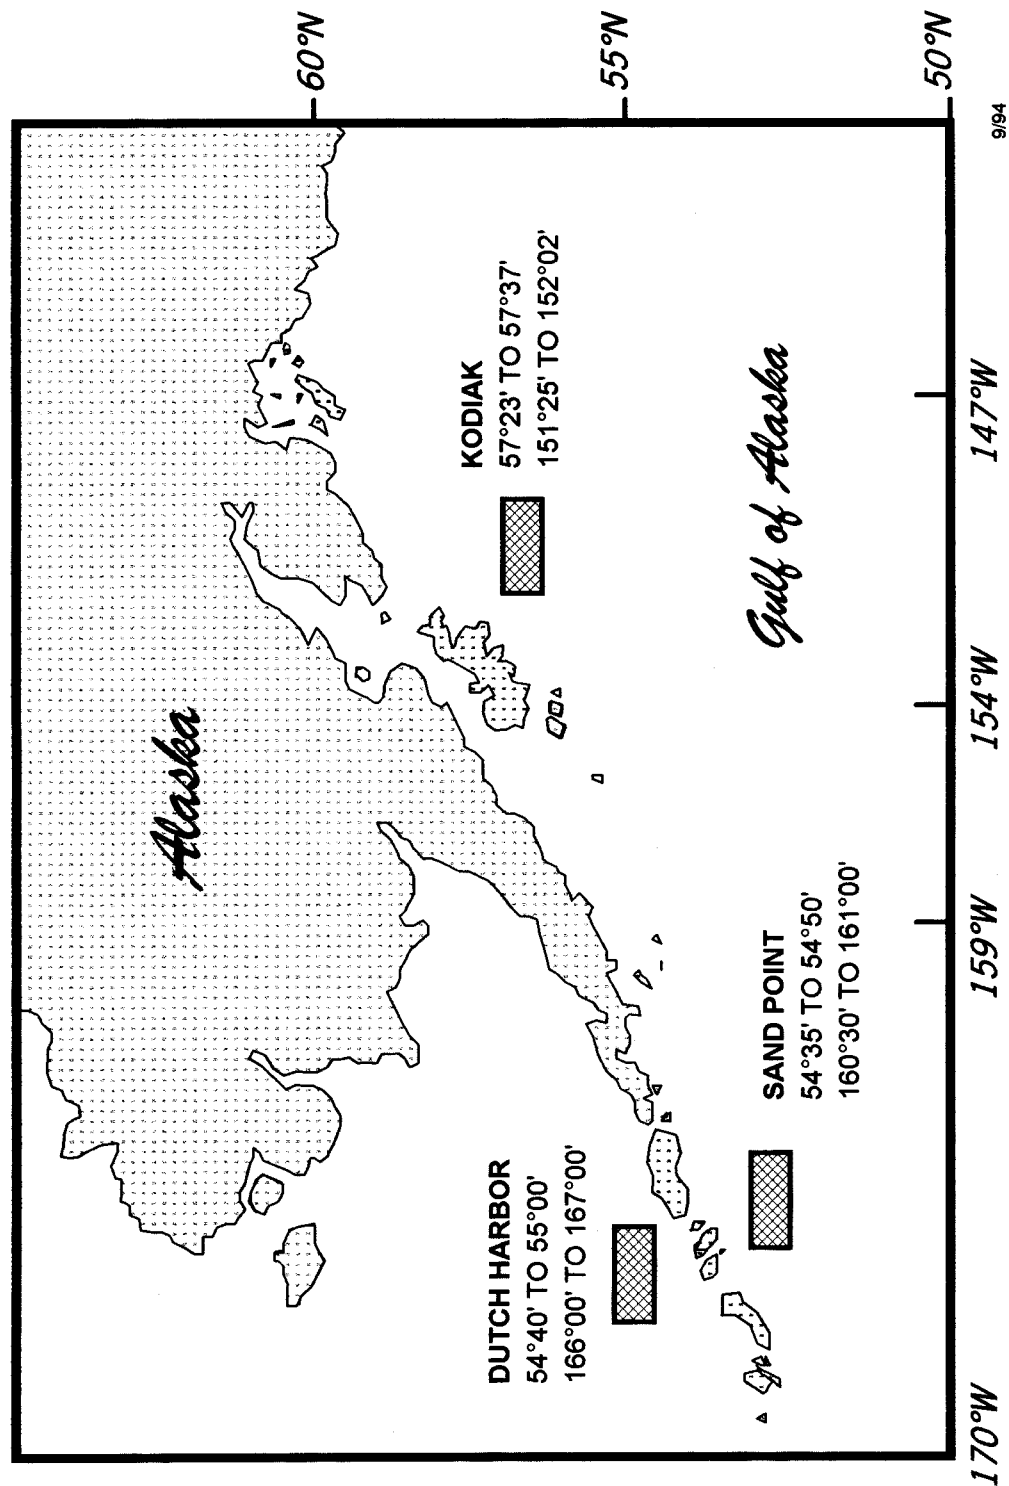 Alaska
60°N
55°N
50°N
KODIAK
57°23' TO 57°37'
151°25' TO 152°02'
DUTCH HARBOR
54°40' TO 55°00'
166°00' TO 167°00'
SAND POINT
54°35' TO 54°50'
160°30' TO 161°00'
Gulf of Alaska
170°W
159°W
154°W
147°W
9/94